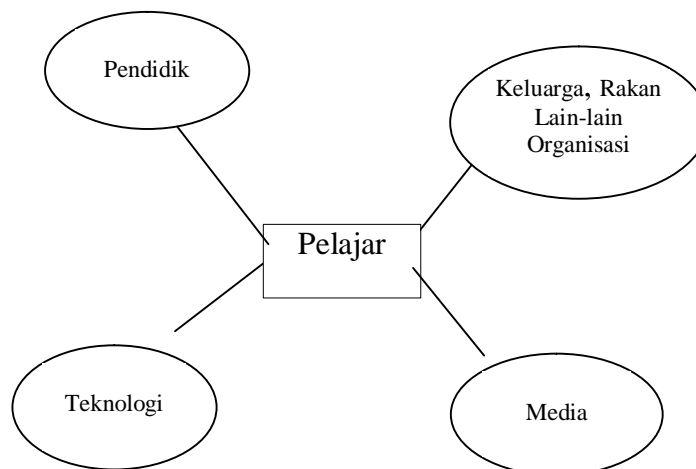 Pendidik
Keluarga, Rakan
Lain-lain
Organisasi
Pelajar
Teknologi
Media